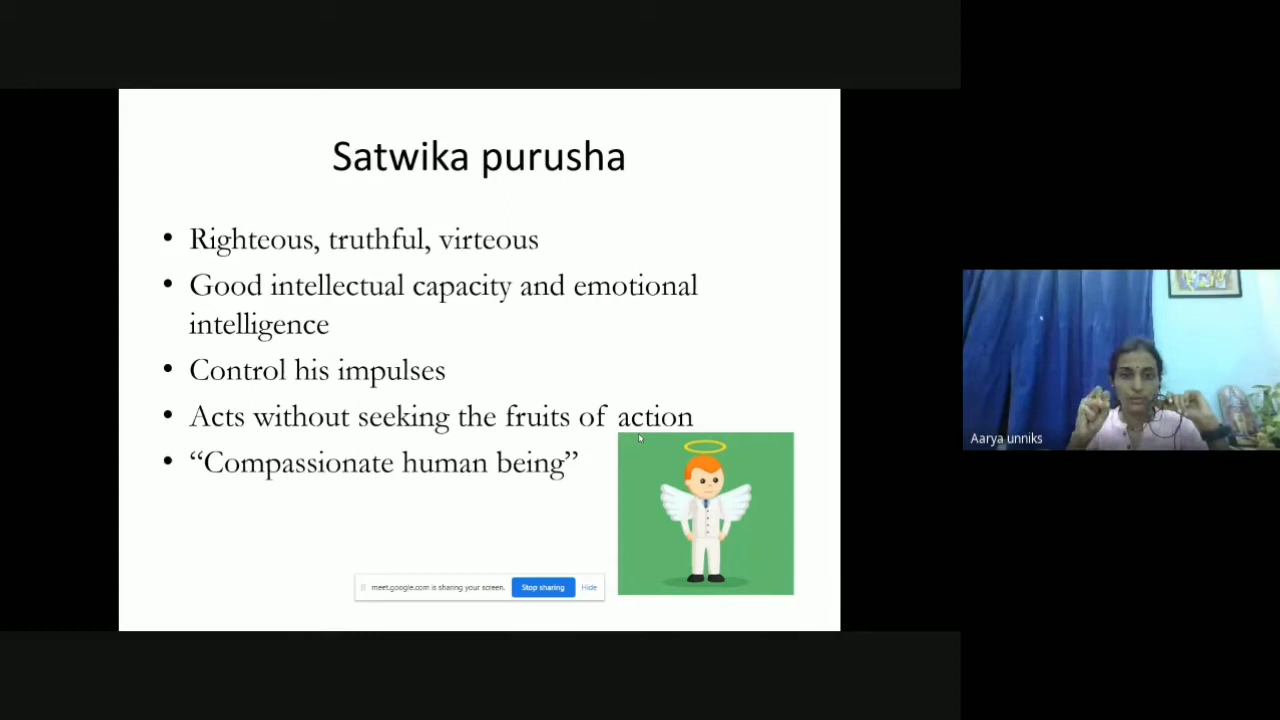 Satwika purusha
• Righteous, truthful, virteous
• Good intellectual capacity and emotional
intelligence
• Control his impulses
• Acts without seeking the fruits of action
• “Compassionate human being”
meet.google.com is sharing your screen. Stop sharing Hide
Aarya unniks